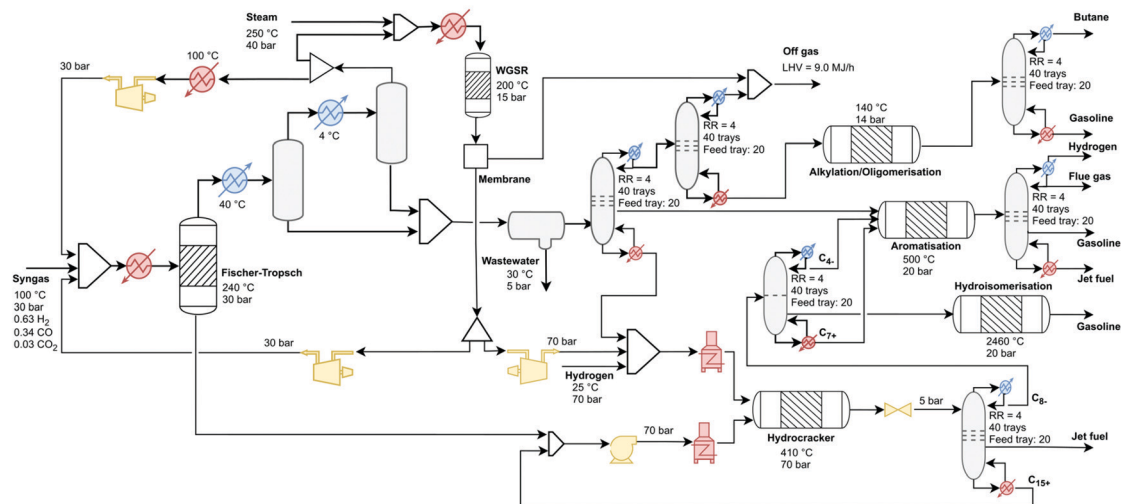 Steam
250 °C
40 bar
30 bar
100 °C
WGSR
200 °C
15 bar
4 °C
40 °C
Membrane
Off gas
LHV = 9.0 MJ/h
RR = 4
40 trays
Feed tray: 20
RR = 4
40 trays
Feed tray: 20
140 °C
14 bar
Alkylation/Oligomerisation
Butane
RR = 4
40 trays
Feed tray: 20
Gasoline
Hydrogen
Flue gas
RR = 4
40 trays
Feed tray: 20
Gasoline
Jet fuel
Aromatisation
500 °C
20 bar
Wastewater
30 °C
5 bar
Syngas
100 °C
30 bar
0.63 H₂
0.34 CO
0.03 CO₂
Fischer-Tropsch
240 °C
30 bar
C₄₋
RR = 4
40 trays
Feed tray: 20
C₇₊
Hydroisomerisation
2460 °C
20 bar
Gasoline
30 bar
70 bar
Hydrogen
25 °C
70 bar
70 bar
Hydrocracker
410 °C
70 bar
5 bar
C₈₋
RR = 4
40 trays
Feed tray: 20
Jet fuel
C₁₅₊